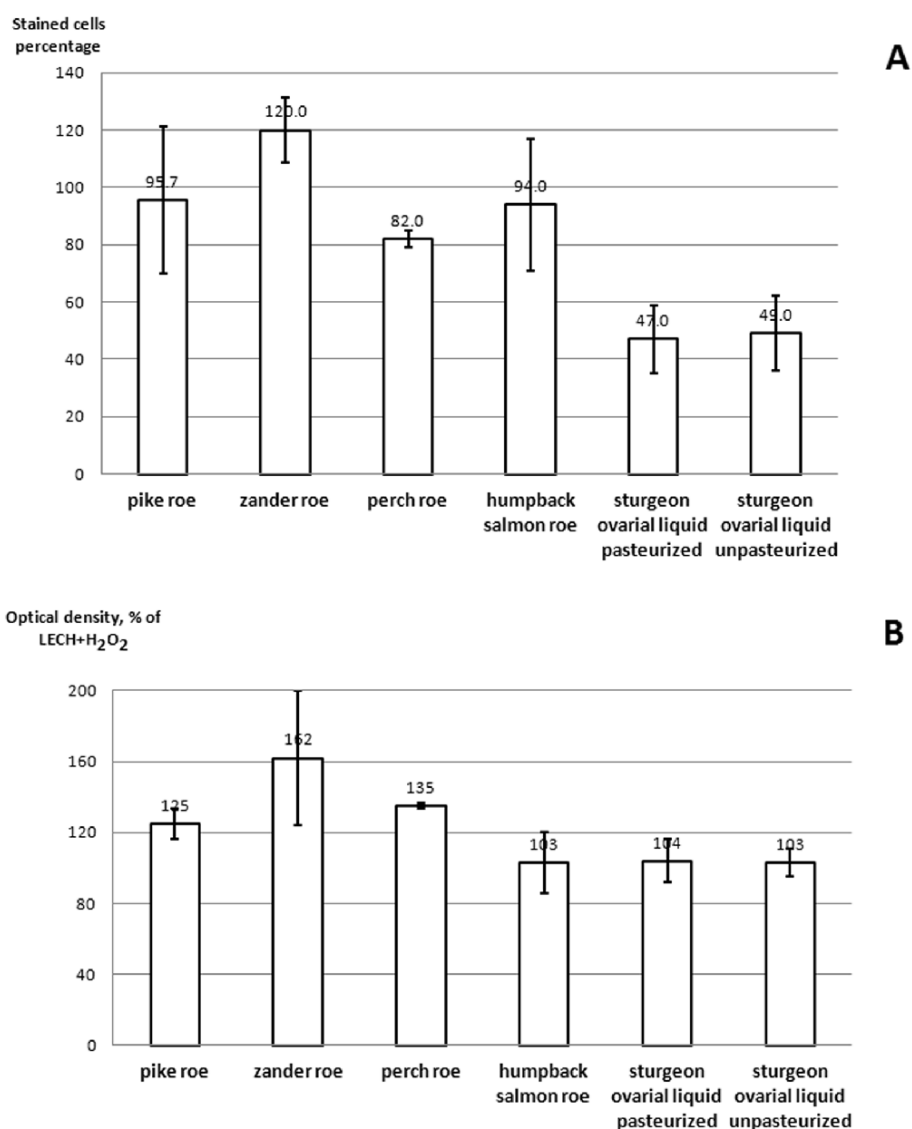 Stained cells
percentage
A
140
120
100
80
60
40
20
0
95.7
120.0
82.0
94.0
47.0
49.0
pike roe
zander roe
perch roe
humpback
salmon roe
sturgeon
ovarial liquid
pasteurized
sturgeon
ovarial liquid
unpasteurized
Optical density, % of
LECH+H2O2
B
200
160
120
80
40
0
125
162
135
103
104
103
pike roe
zander roe
perch roe
humpback
salmon roe
sturgeon
ovarial liquid
pasteurized
sturgeon
ovarial liquid
unpasteurized